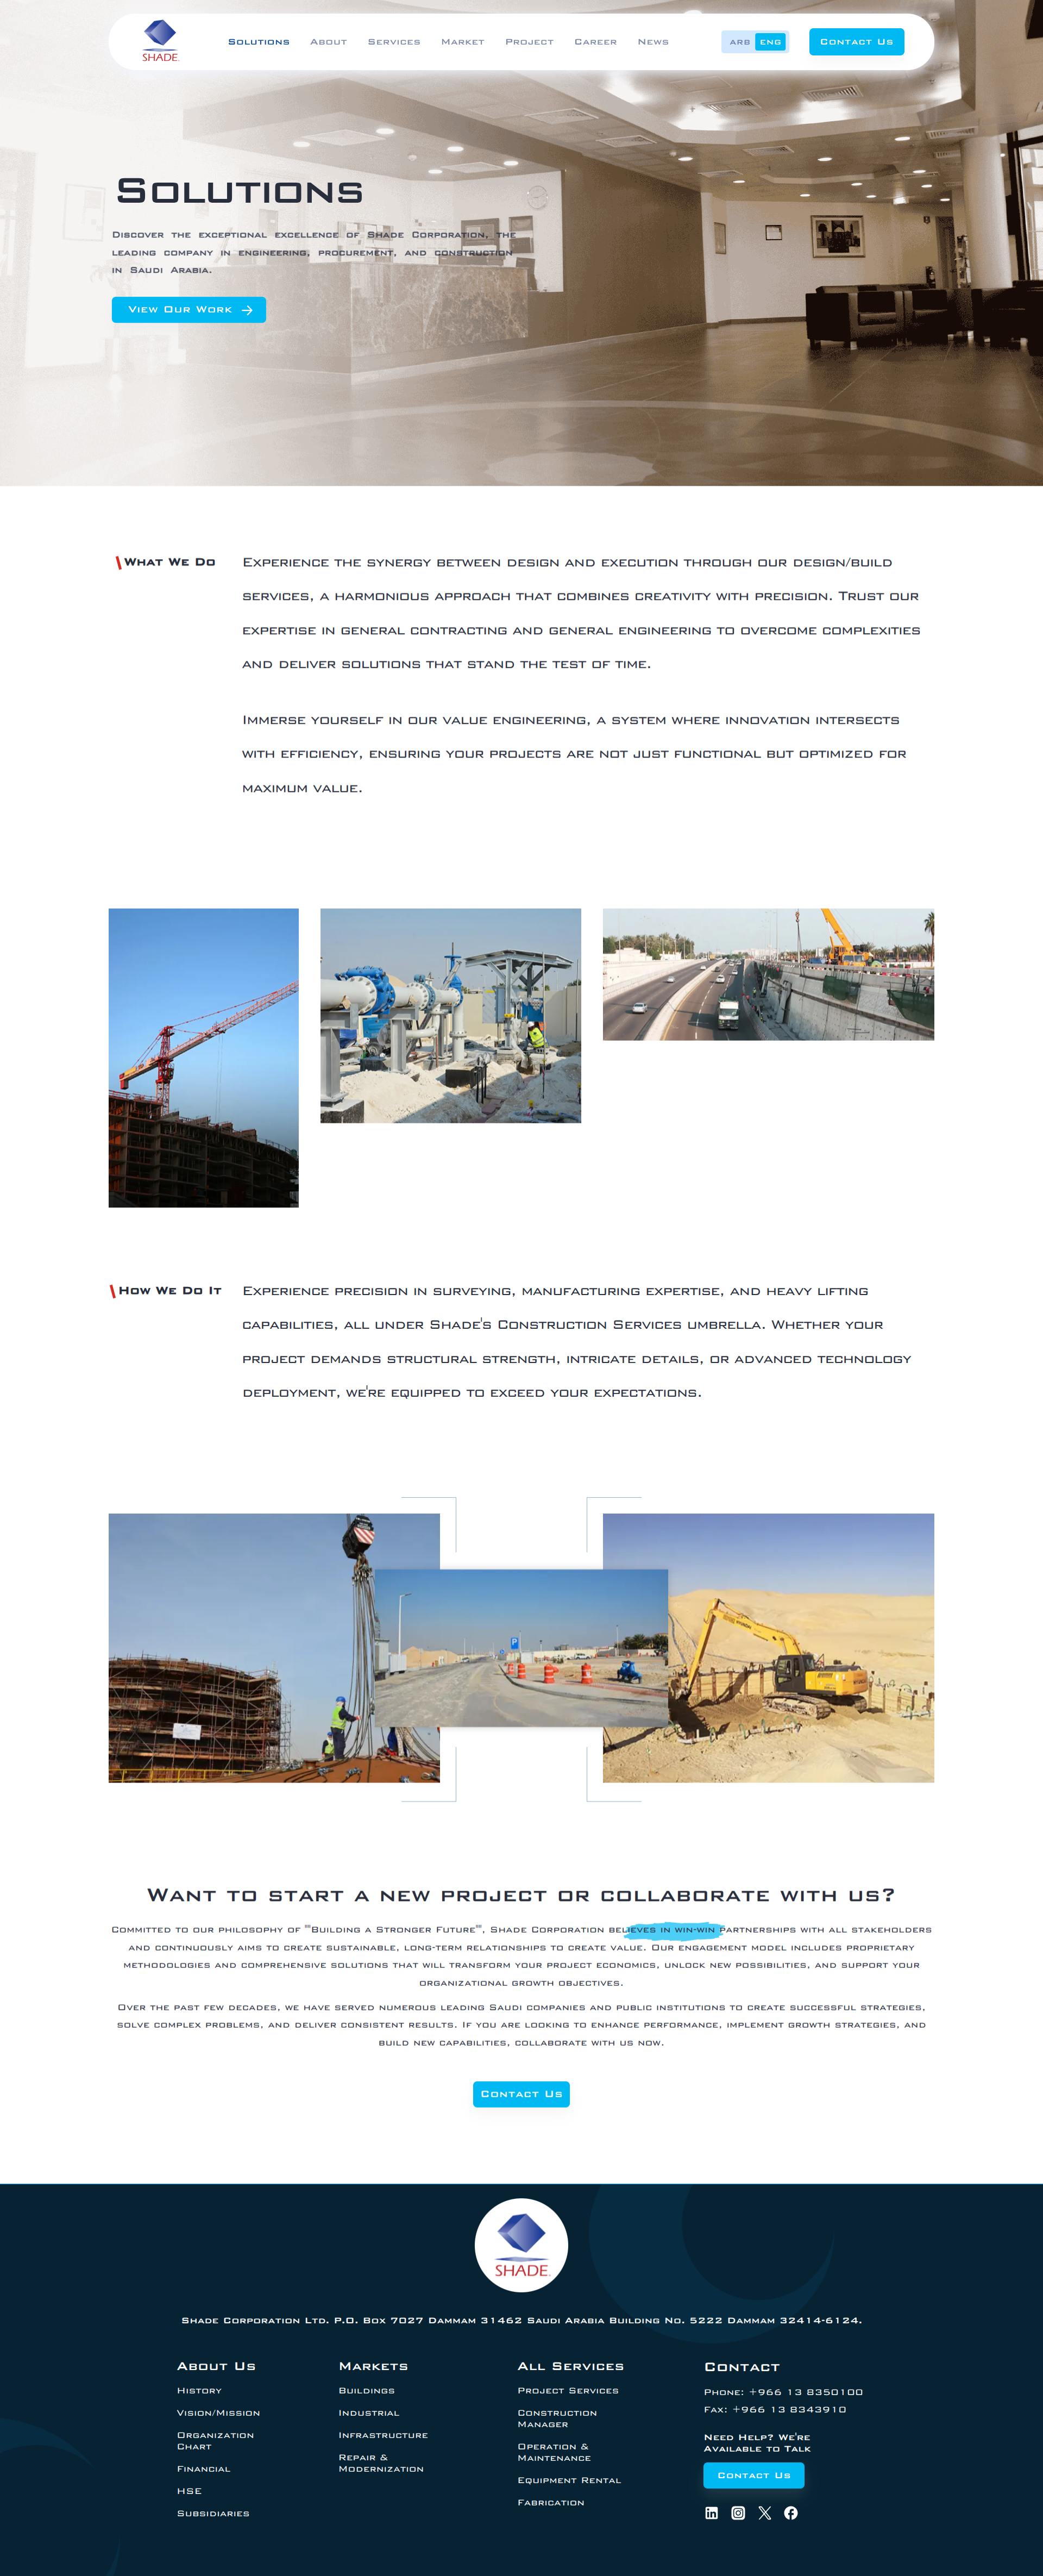 SHADE
Solutions About Services Market Project Career News ARB ENG Contact Us
Solutions
Discover the exceptional excellence of Shade Corporation, the
leading company in engineering, procurement, and construction
in Saudi Arabia.
View Our Work
What We Do
Experience the synergy between design and execution through our design/build
services, a harmonious approach that combines creativity with precision. Trust our
expertise in general contracting and general engineering to overcome complexities
and deliver solutions that stand the test of time.
Immerse yourself in our value engineering, a system where innovation intersects
with efficiency, ensuring your projects are not just functional but optimized for
maximum value.
How We Do It
Experience precision in surveying, manufacturing expertise, and heavy lifting
capabilities, all under Shade's Construction Services umbrella. Whether your
project demands structural strength, intricate details, or advanced technology
deployment, we're equipped to exceed your expectations.
P
HYUNDAI
Want to start a new project or collaborate with us?
Committed to our philosophy of "Building a Stronger Future", Shade Corporation believes in win-win partnerships with all stakeholders
and continuously aims to create sustainable, long-term relationships to create value. Our engagement model includes proprietary
methodologies and comprehensive solutions that will transform your project economics, unlock new possibilities, and support your
organizational growth objectives.
Over the past few decades, we have served numerous leading Saudi companies and public institutions to create successful strategies,
solve complex problems, and deliver consistent results. If you are looking to enhance performance, implement growth strategies, and
build new capabilities, collaborate with us now.
Contact Us
SHADE
Shade Corporation Ltd. P.O. Box 7027 Dammam 31462 Saudi Arabia Building No. 5222 Dammam 32414-6124.
About Us
History
Vision/Mission
Organization
Chart
Financial
HSE
Subsidiaries
Markets
Buildings
Industrial
Infrastructure
Repair &
Modernization
All Services
Project Services
Construction
Manager
Operation &
Maintenance
Equipment Rental
Fabrication
Contact
Phone: +966 13 8350100
Fax: +966 13 8343910
Need Help? We're
Available to Talk
Contact Us